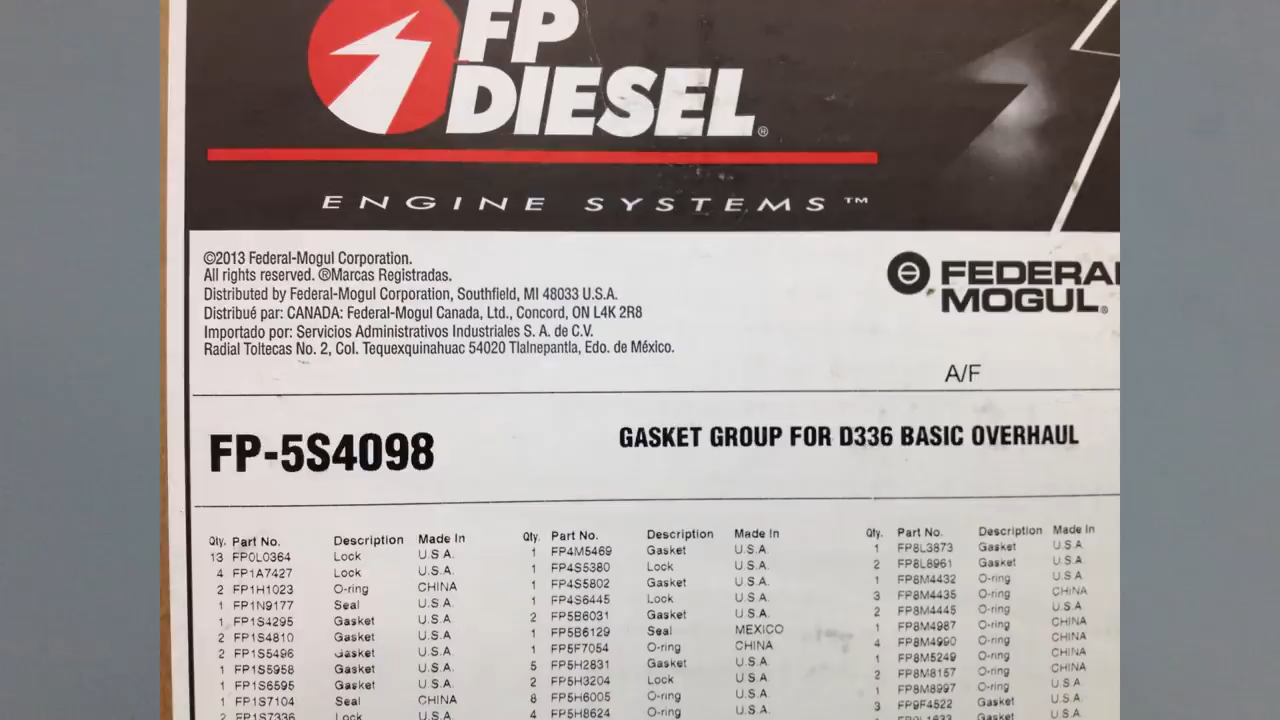 FP
DIESEL®
ENGINE SYSTEMS™
©2013 Federal-Mogul Corporation.
All rights reserved. ®Marcas Registradas.
Distributed by Federal-Mogul Corporation, Southfield, MI 48033 U.S.A.
Distribué par: CANADA: Federal-Mogul Canada, Ltd., Concord, ON L4K 2R8
Importado por: Servicios Administrativos Industriales S. A. de C.V.
Radial Toltecas No. 2, Col. Tequexquinahuac 54020 Tlalnepantla, Edo. de México.
FEDERA
MOGUL®
A/F
FP-5S4098
GASKET GROUP FOR D336 BASIC OVERHAUL
Qty. Part No. Description Made In
13 FP0L0364 Lock U.S.A.
4 FP1A7427 Lock U.S.A.
2 FP1H1023 O-ring CHINA
1 FP1N9177 Seal U.S.A.
1 FP1S4295 Gasket U.S.A.
2 FP1S4810 Gasket U.S.A
2 FP1S5496 Gasket U.S.A.
1 FP1S5958 Gasket U.S.A.
1 FP1S6595 Gasket U.S.A.
1 FP1S7104 Seal CHINA
2 FP1S7336 Lock U.S.A.
Qty. Part No. Description Made In
1 FP4M5469 Gasket U.S.A.
1 FP4S5380 Lock U.S.A.
1 FP4S5802 Gasket U.S.A.
1 FP4S6445 Lock U.S.A.
2 FP5B6031 Gasket U.S.A.
1 FP5B6129 Seal MEXICO
1 FP5F7054 O-ring CHINA
5 FP5H2831 Gasket U.S.A.
2 FP5H3204 Lock U.S.A.
8 FP5H6005 O-ring U.S.A.
4 FP5H8624 O-ring U.S.A.
Qty. Part No. Description Made In
1 FP8L3873 Gasket U.S.A.
2 FP8L8961 Gasket U.S.A.
1 FP8M4432 O-ring U.S.A
3 FP8M4435 O-ring CHINA
2 FP8M4445 O-ring U.S.A
1 FP8M4987 O-ring CHINA
4 FP8M4990 O-ring CHINA
1 FP8M5249 O-ring CHINA
2 FP8M8157 O-ring CHINA
1 FP8M8997 O-ring U.S.A.
3 FP9F4522 Gasket U.S.A.
Gasket U.S.A.